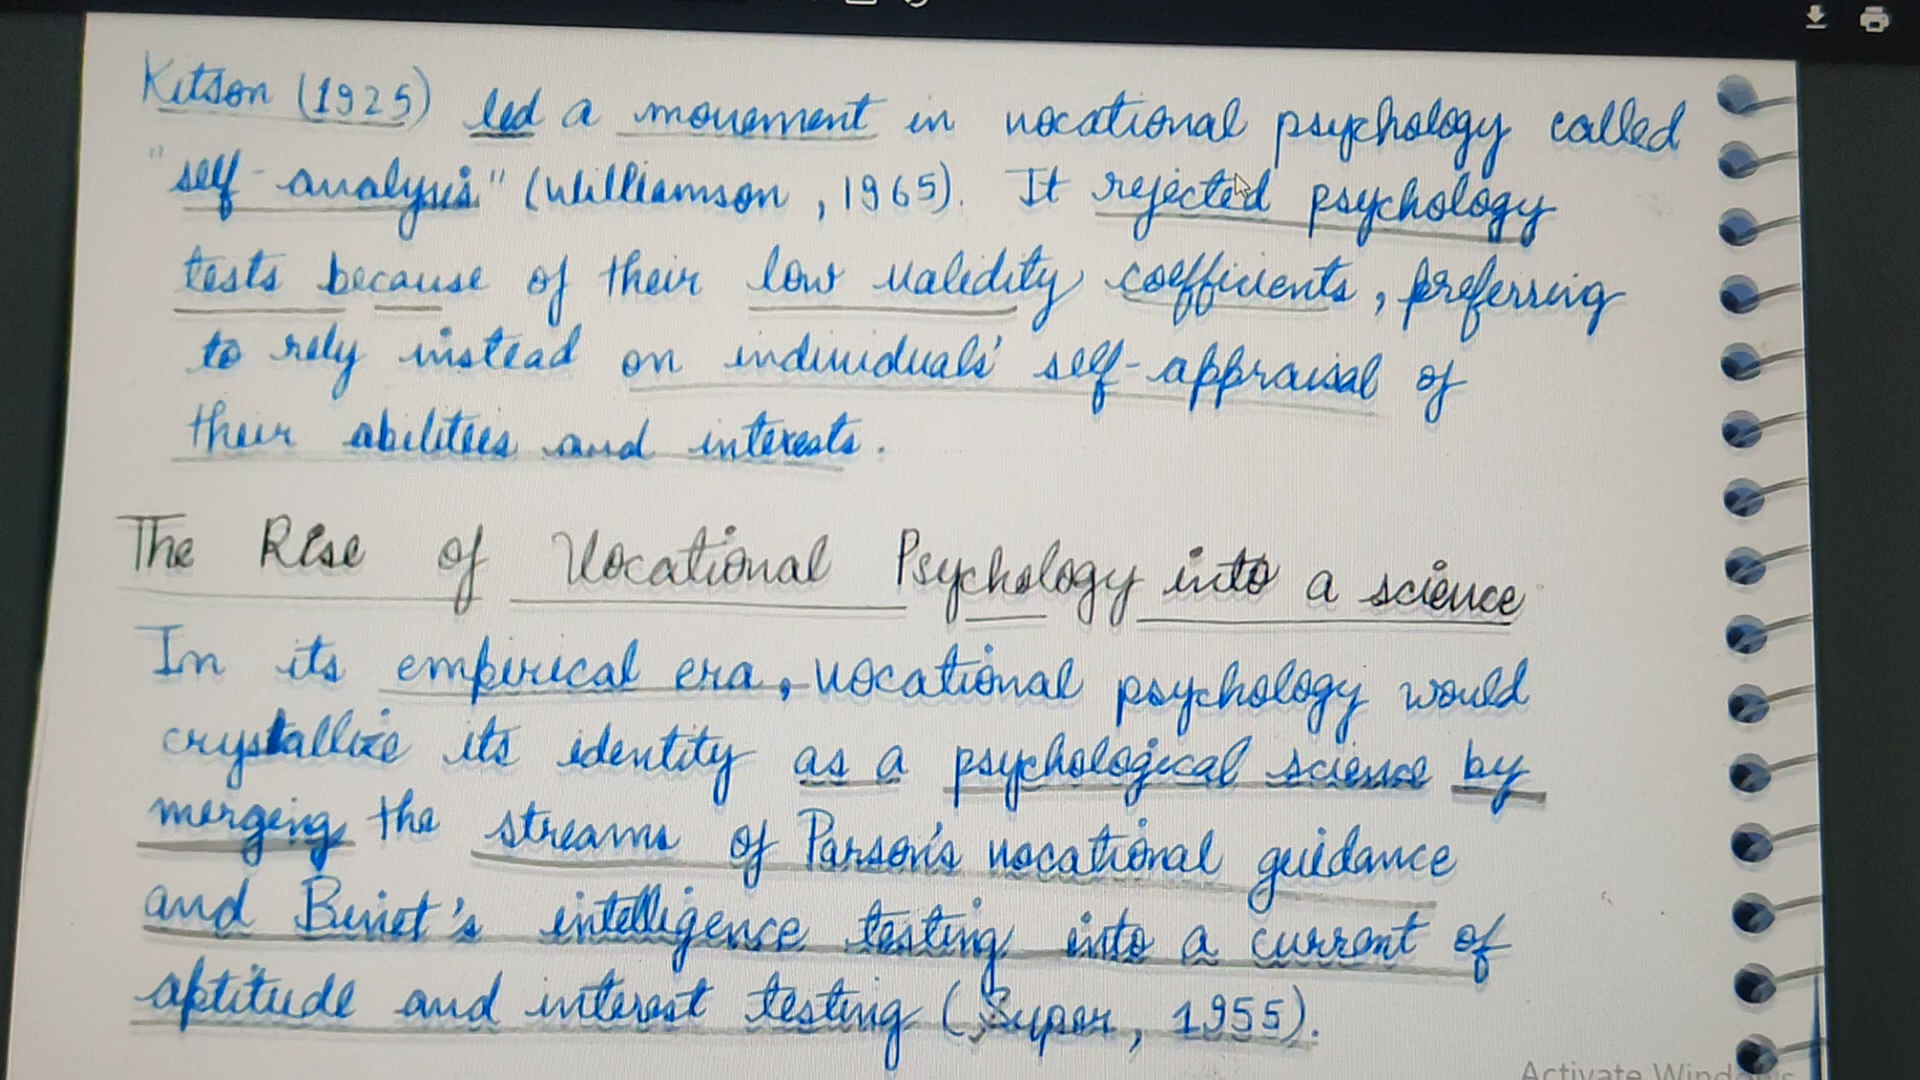 Kitson (1925) led a movement in vocational psychology called
"self-analysis" (Williamson, 1965). It rejected psychology
tests because of their low validity coefficients, preferring
to rely instead on individuals' self-appraisal of
their abilities and interests.
The Rise of Vocational Psychology into a science
In its empirical era, vocational psychology would
crystallize its identity as a psychological science by
merging the streams of Parson's vocational guidance
and Beniet's intelligence testing into a current of
aptitude and interest testing (Super, 1955).
Activate Windows